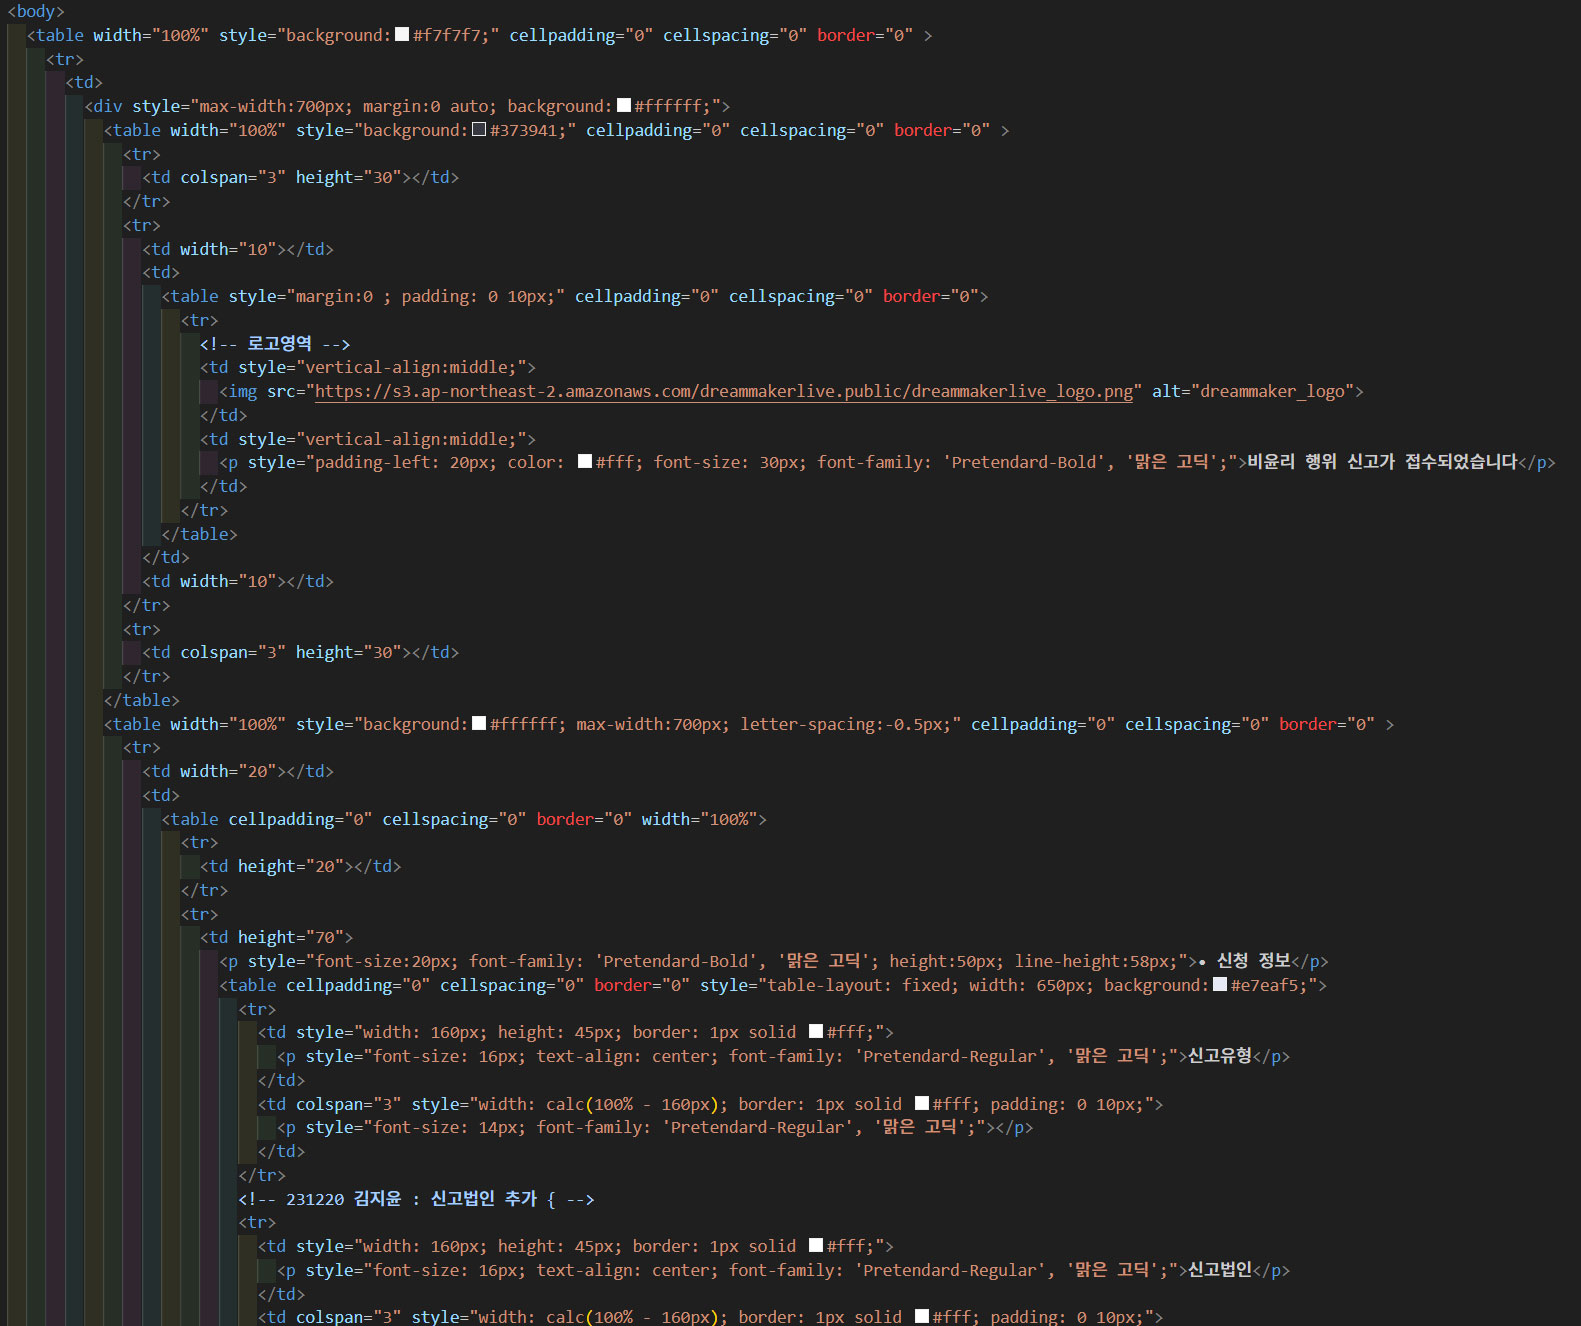 <body>
<table width="100%" style="background:#f7f7f7;" cellpadding="0" cellspacing="0" border="0" >
<tr>
<td>
<div style="max-width:700px; margin:0 auto; background:#ffffff;">
<table width="100%" style="background:#373941;" cellpadding="0" cellspacing="0" border="0" >
<tr>
<td colspan="3" height="30"></td>
</tr>
<tr>
<td width="10"></td>
<td>
<table style="margin:0 ; padding: 0 10px;" cellpadding="0" cellspacing="0" border="0">
<tr>
<!-- 로고영역 -->
<td style="vertical-align:middle;">
<img src="https://s3.ap-northeast-2.amazonaws.com/dreammakerlive.public/dreammakerlive_logo.png" alt="dreammaker_logo">
</td>
<td style="vertical-align:middle;">
<p style="padding-left: 20px; color: #fff; font-size: 30px; font-family: 'Pretendard-Bold', '맑은 고딕';">비윤리 행위 신고가 접수되었습니다</p>
</td>
</tr>
</table>
</td>
<td width="10"></td>
</tr>
<tr>
<td colspan="3" height="30"></td>
</tr>
</table>
<table width="100%" style="background:#ffffff; max-width:700px; letter-spacing:-0.5px;" cellpadding="0" cellspacing="0" border="0" >
<tr>
<td width="20"></td>
<td>
<table cellpadding="0" cellspacing="0" border="0" width="100%">
<tr>
<td height="20"></td>
</tr>
<tr>
<td height="70">
<p style="font-size:20px; font-family: 'Pretendard-Bold', '맑은 고딕'; height:50px; line-height:58px;">• 신청 정보</p>
<table cellpadding="0" cellspacing="0" border="0" style="table-layout: fixed; width: 650px; background:#e7eaf5;">
<tr>
<td style="width: 160px; height: 45px; border: 1px solid #fff;">
<p style="font-size: 16px; text-align: center; font-family: 'Pretendard-Regular', '맑은 고딕';">신고유형</p>
</td>
<td colspan="3" style="width: calc(100% - 160px); border: 1px solid #fff; padding: 0 10px;">
<p style="font-size: 14px; font-family: 'Pretendard-Regular', '맑은 고딕';"></p>
</td>
</tr>
<!-- 231220 김지윤 : 신고법인 추가 { -->
<tr>
<td style="width: 160px; height: 45px; border: 1px solid #fff;">
<p style="font-size: 16px; text-align: center; font-family: 'Pretendard-Regular', '맑은 고딕';">신고법인</p>
</td>
<td colspan="3" style="width: calc(100% - 160px); border: 1px solid #fff; padding: 0 10px;">